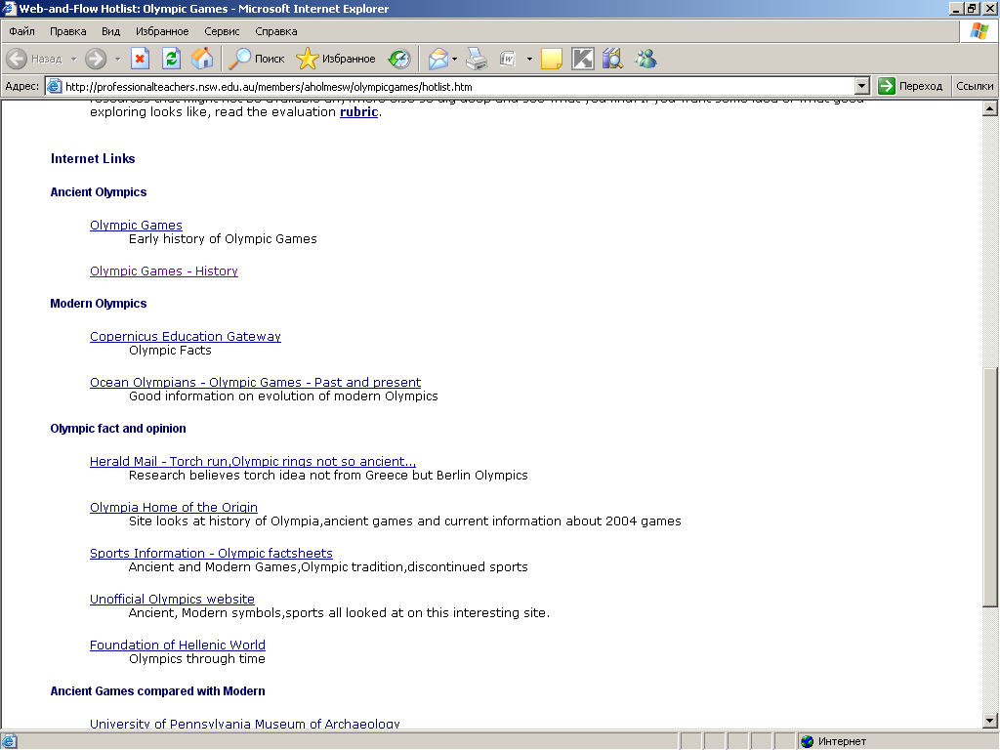 Web-and-Flow Hotlist: Olympic Games - Microsoft Internet Explorer
Файл Правка Вид Избранное Сервис Справка
Назад Поиск Избранное
Адрес: http://professionalteachers.nsw.edu.au/members/aholmesw/olympicgames/hotlist.htm Переход Ссылки
exploring looks like, read the evaluation rubric.
Internet Links
Ancient Olympics
Olympic Games
Early history of Olympic Games
Olympic Games - History
Modern Olympics
Copernicus Education Gateway
Olympic Facts
Ocean Olympians - Olympic Games - Past and present
Good information on evolution of modern Olympics
Olympic fact and opinion
Herald Mail - Torch run,Olympic rings not so ancient..,
Research believes torch idea not from Greece but Berlin Olympics
Olympia Home of the Origin
Site looks at history of Olympia,ancient games and current information about 2004 games
Sports Information - Olympic factsheets
Ancient and Modern Games,Olympic tradition,discontinued sports
Unofficial Olympics website
Ancient, Modern symbols,sports all looked at on this interesting site.
Foundation of Hellenic World
Olympics through time
Ancient Games compared with Modern
University of Pennsylvania Museum of Archaeology
Интернет